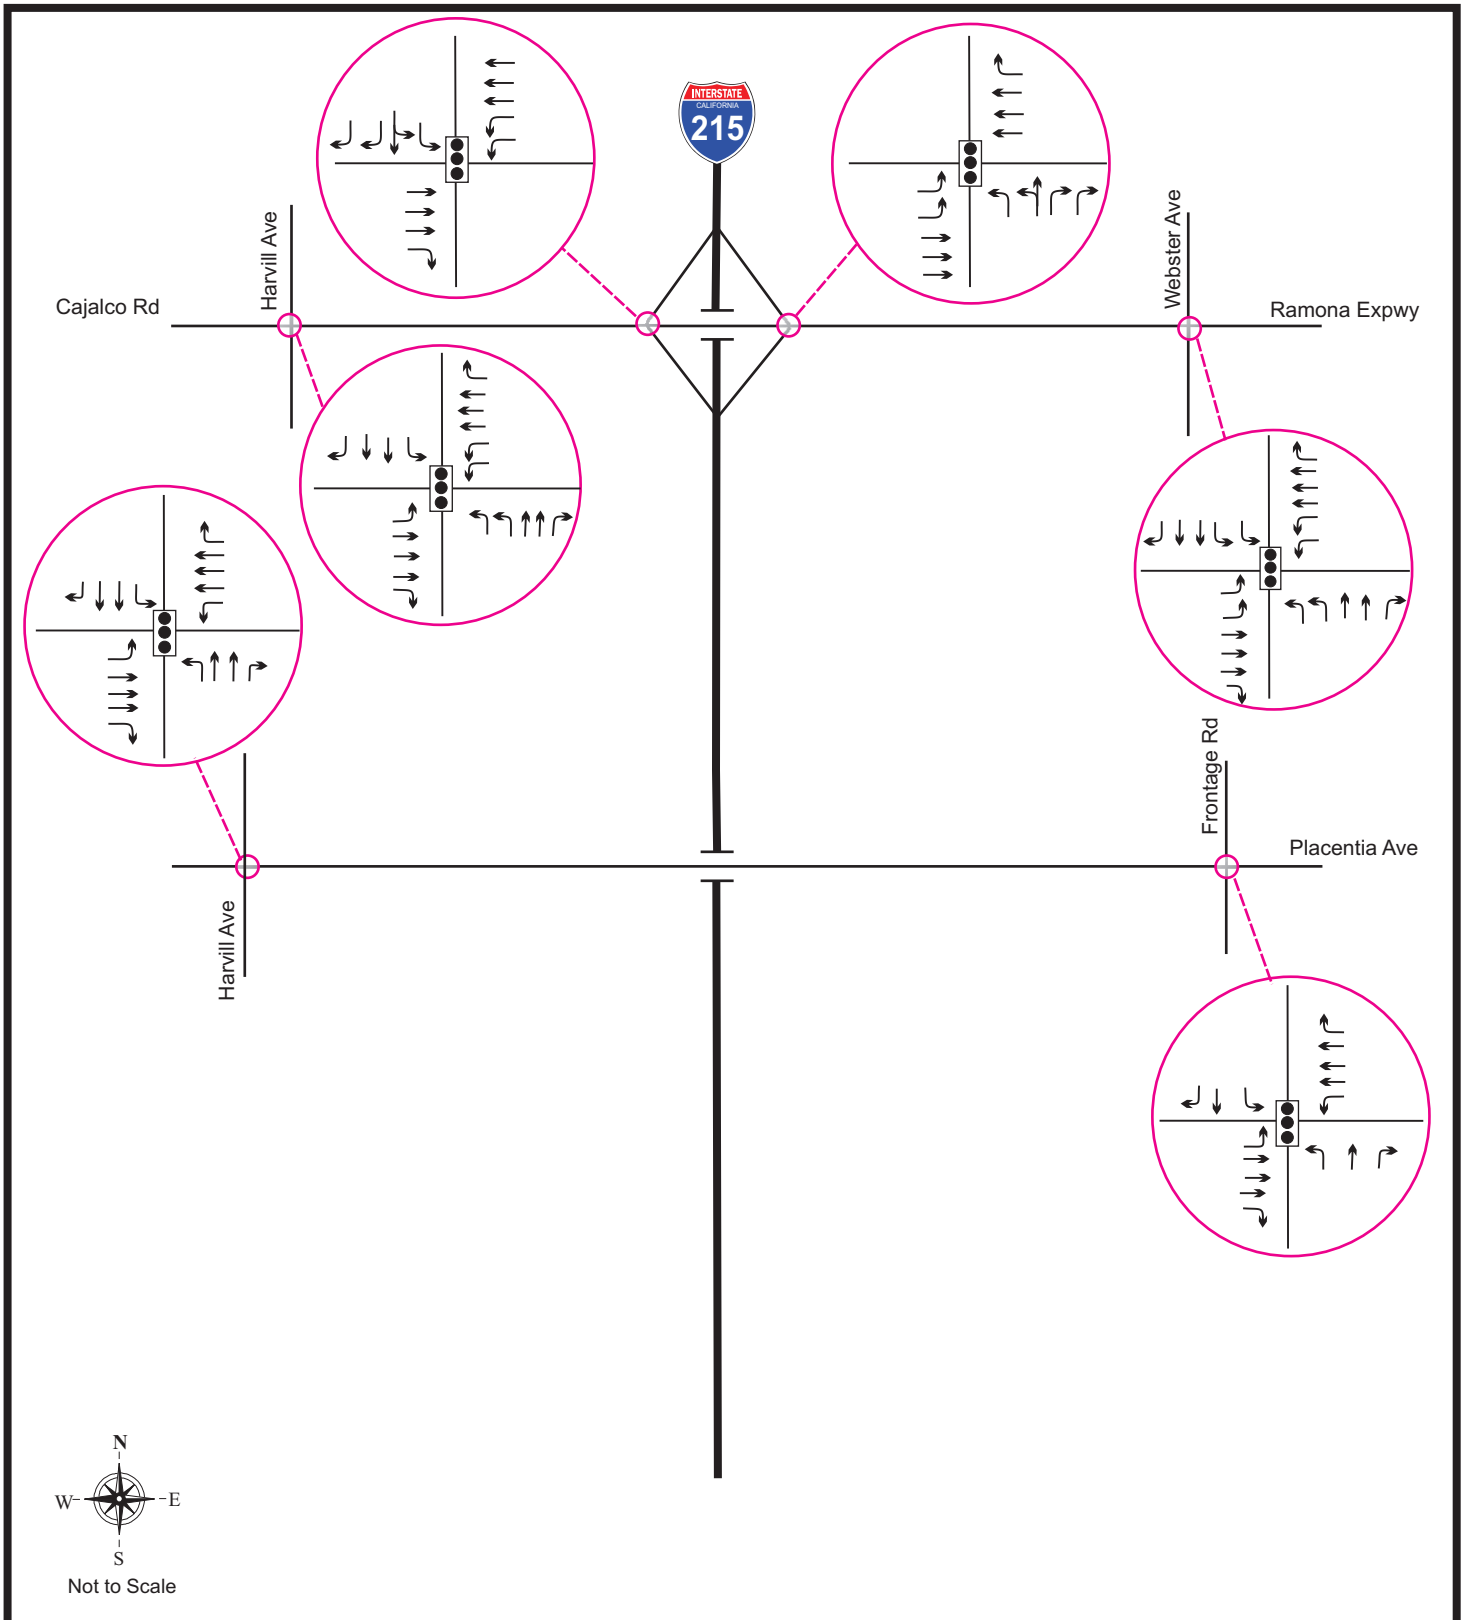 INTERSTATE
CALIFORNIA
215
Harvill Ave
Webster Ave
Cajalco Rd
Ramona Expwy
Frontage Rd
Placentia Ave
Harvill Ave
N
W
E
S
Not to Scale